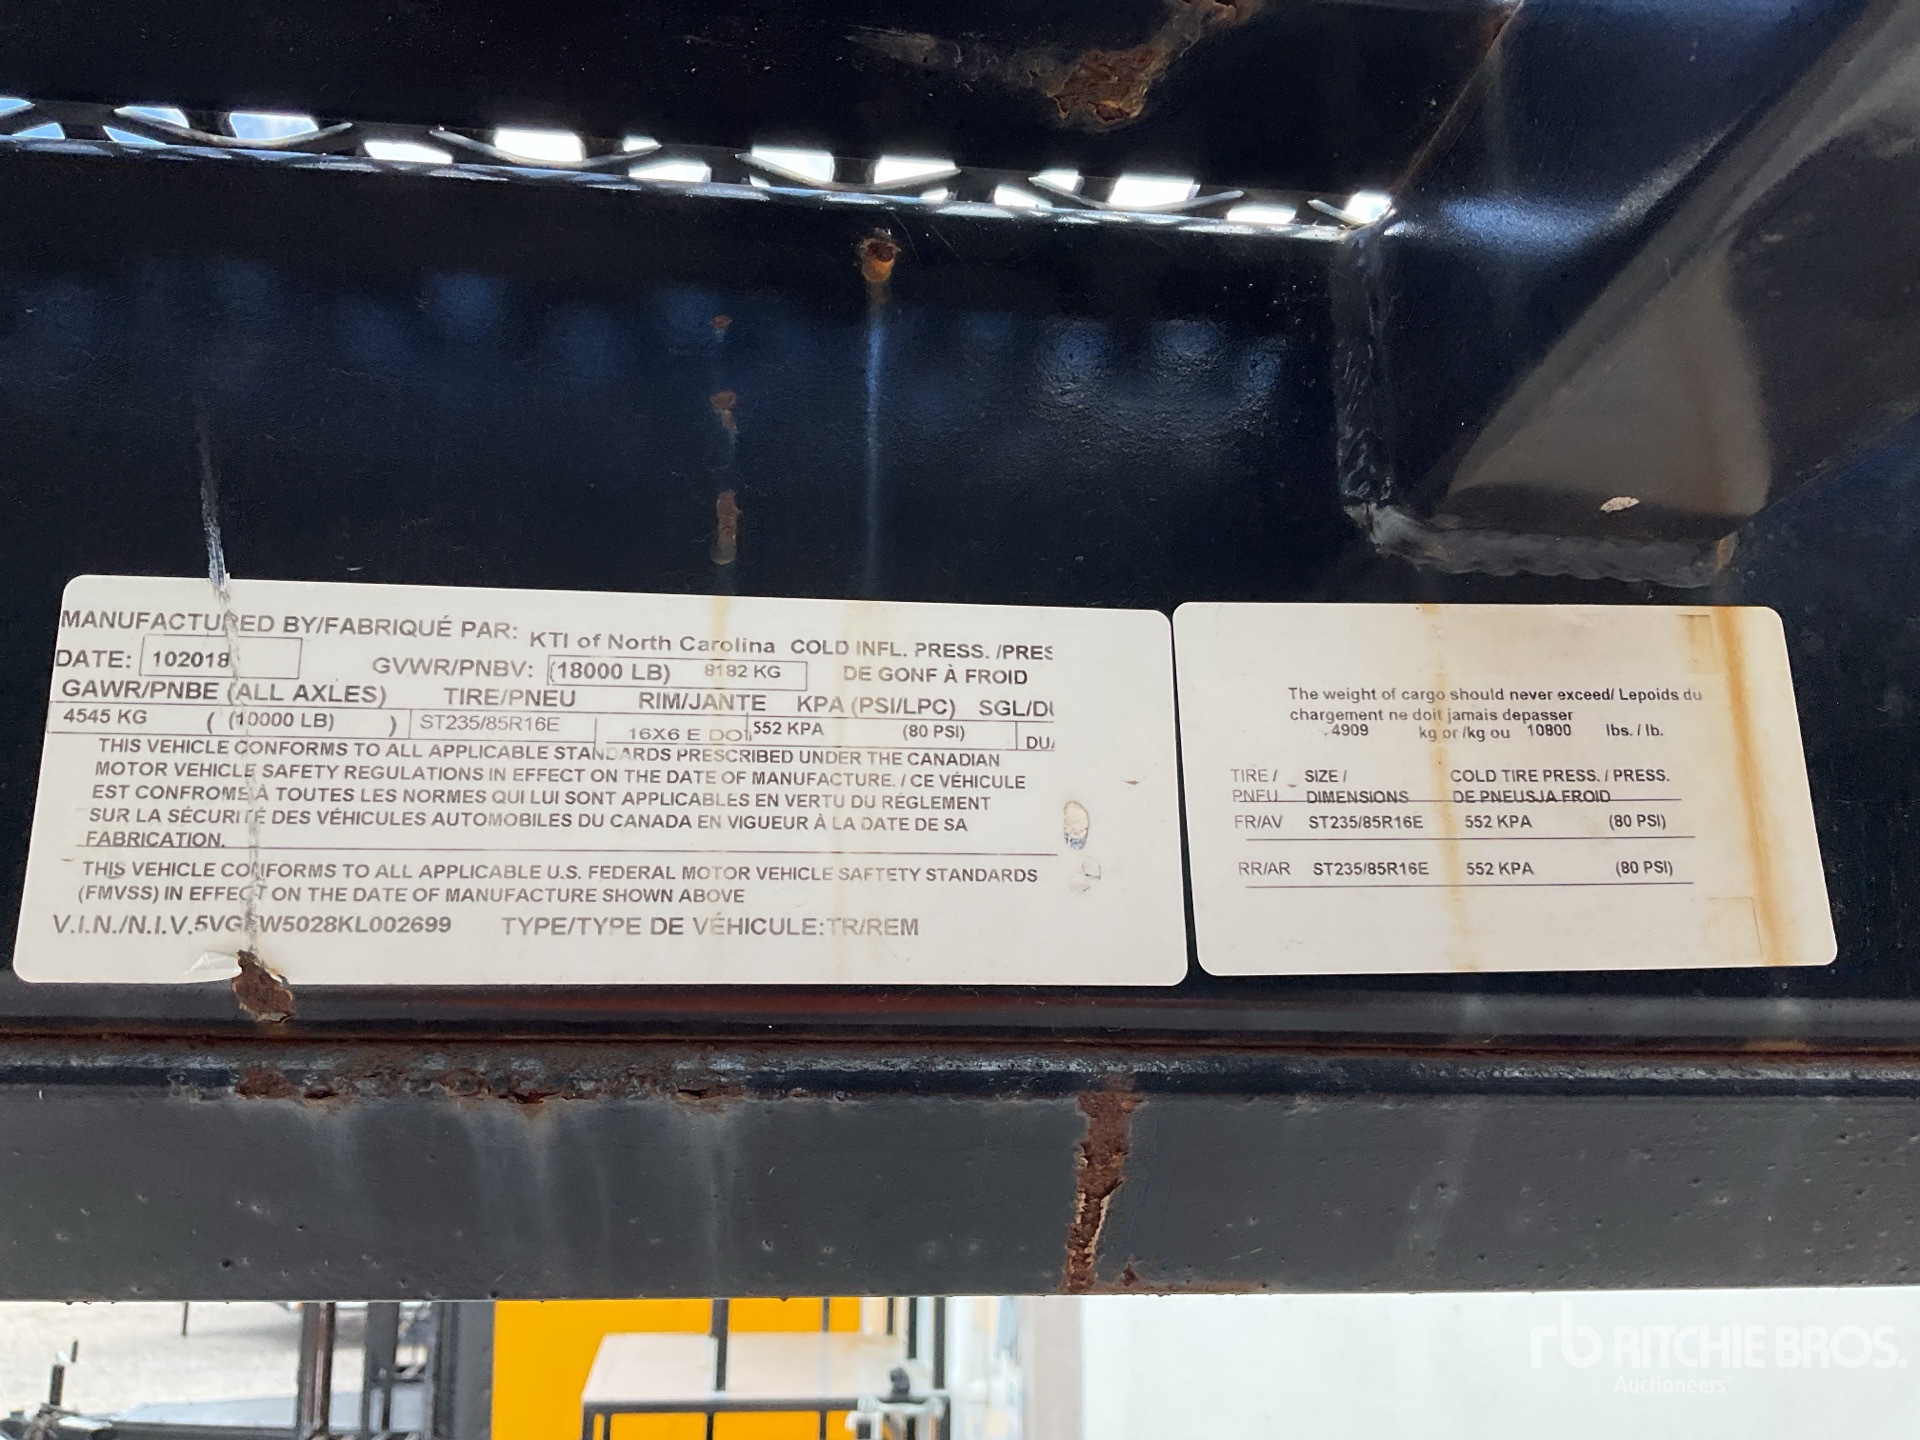 MANUFACTURED BY/FABRIQUÉ PAR: KTI of North Carolina COLD INFL. PRESS. /PRES
DATE: 102018 GVWR/PNBV: (18000 LB) 8182 KG DE GONF À FROID
GAWR/PNBE (ALL AXLES) TIRE/PNEU RIM/JANTE KPA (PSI/LPC) SGL/DU
4545 KG ( (10000 LB) ) ST235/85R16E 16X6 E DOT 552 KPA (80 PSI) DUA
THIS VEHICLE CONFORMS TO ALL APPLICABLE STANDARDS PRESCRIBED UNDER THE CANADIAN
MOTOR VEHICLE SAFETY REGULATIONS IN EFFECT ON THE DATE OF MANUFACTURE. / CE VÉHICULE
EST CONFROME À TOUTES LES NORMES QUI LUI SONT APPLICABLES EN VERTU DU RÉGLEMENT
SUR LA SÉCURITÉ DES VÉHICULES AUTOMOBILES DU CANADA EN VIGUEUR À LA DATE DE SA
FABRICATION.
THIS VEHICLE CONFORMS TO ALL APPLICABLE U.S. FEDERAL MOTOR VEHICLE SAFTETY STANDARDS
(FMVSS) IN EFFECT ON THE DATE OF MANUFACTURE SHOWN ABOVE
V.I.N./N.I.V. TYPE/TYPE DE VÉHICULE: TR/REM
The weight of cargo should never exceed/ Lepoids du
chargement ne doit jamais depasser
4909 kg or /kg ou 10800 lbs. / lb.
TIRE / SIZE / COLD TIRE PRESS. / PRESS.
PNEU DIMENSIONS DE PNEUSJA FROID
FR/AV ST235/85R16E 552 KPA (80 PSI)
RR/AR ST235/85R16E 552 KPA (80 PSI)
rb RITCHIE BROS.
Auctioneers